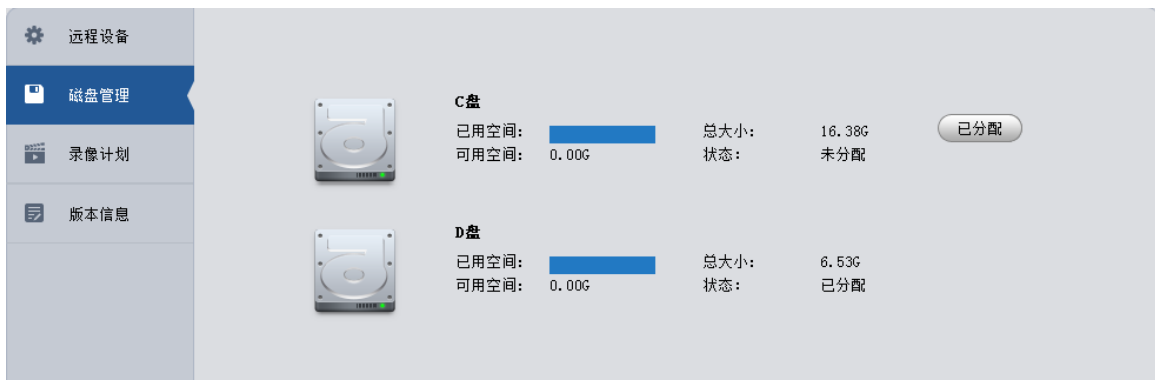 远程设备
磁盘管理
录像计划
版本信息
C盘
已用空间： 总大小： 16.38G 已分配
可用空间： 0.00G 状态： 未分配
D盘
已用空间： 总大小： 6.53G
可用空间： 0.00G 状态： 已分配